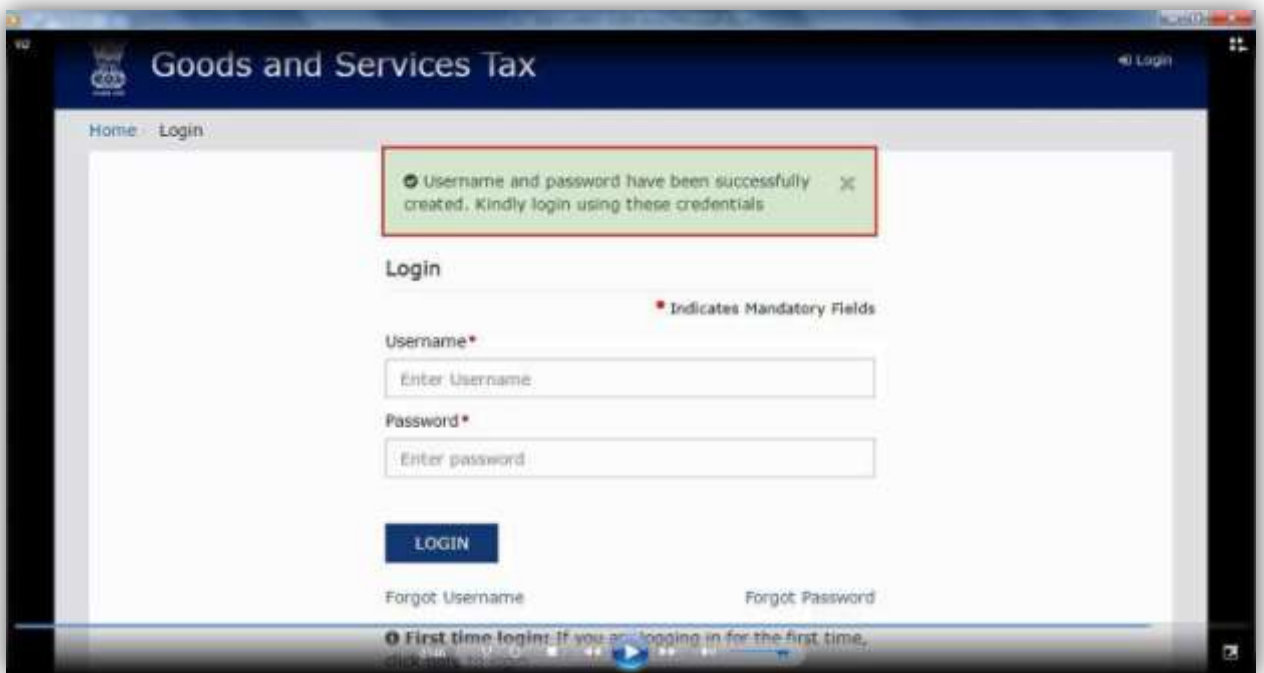 Goods and Services Tax
Login
Home Login
Username and password have been successfully
created. Kindly login using these credentials
Login
* Indicates Mandatory Fields
Username*
Enter Username
Password*
Enter password
LOGIN
Forgot Username Forgot Password
First time login: If you are logging in for the first time,
click